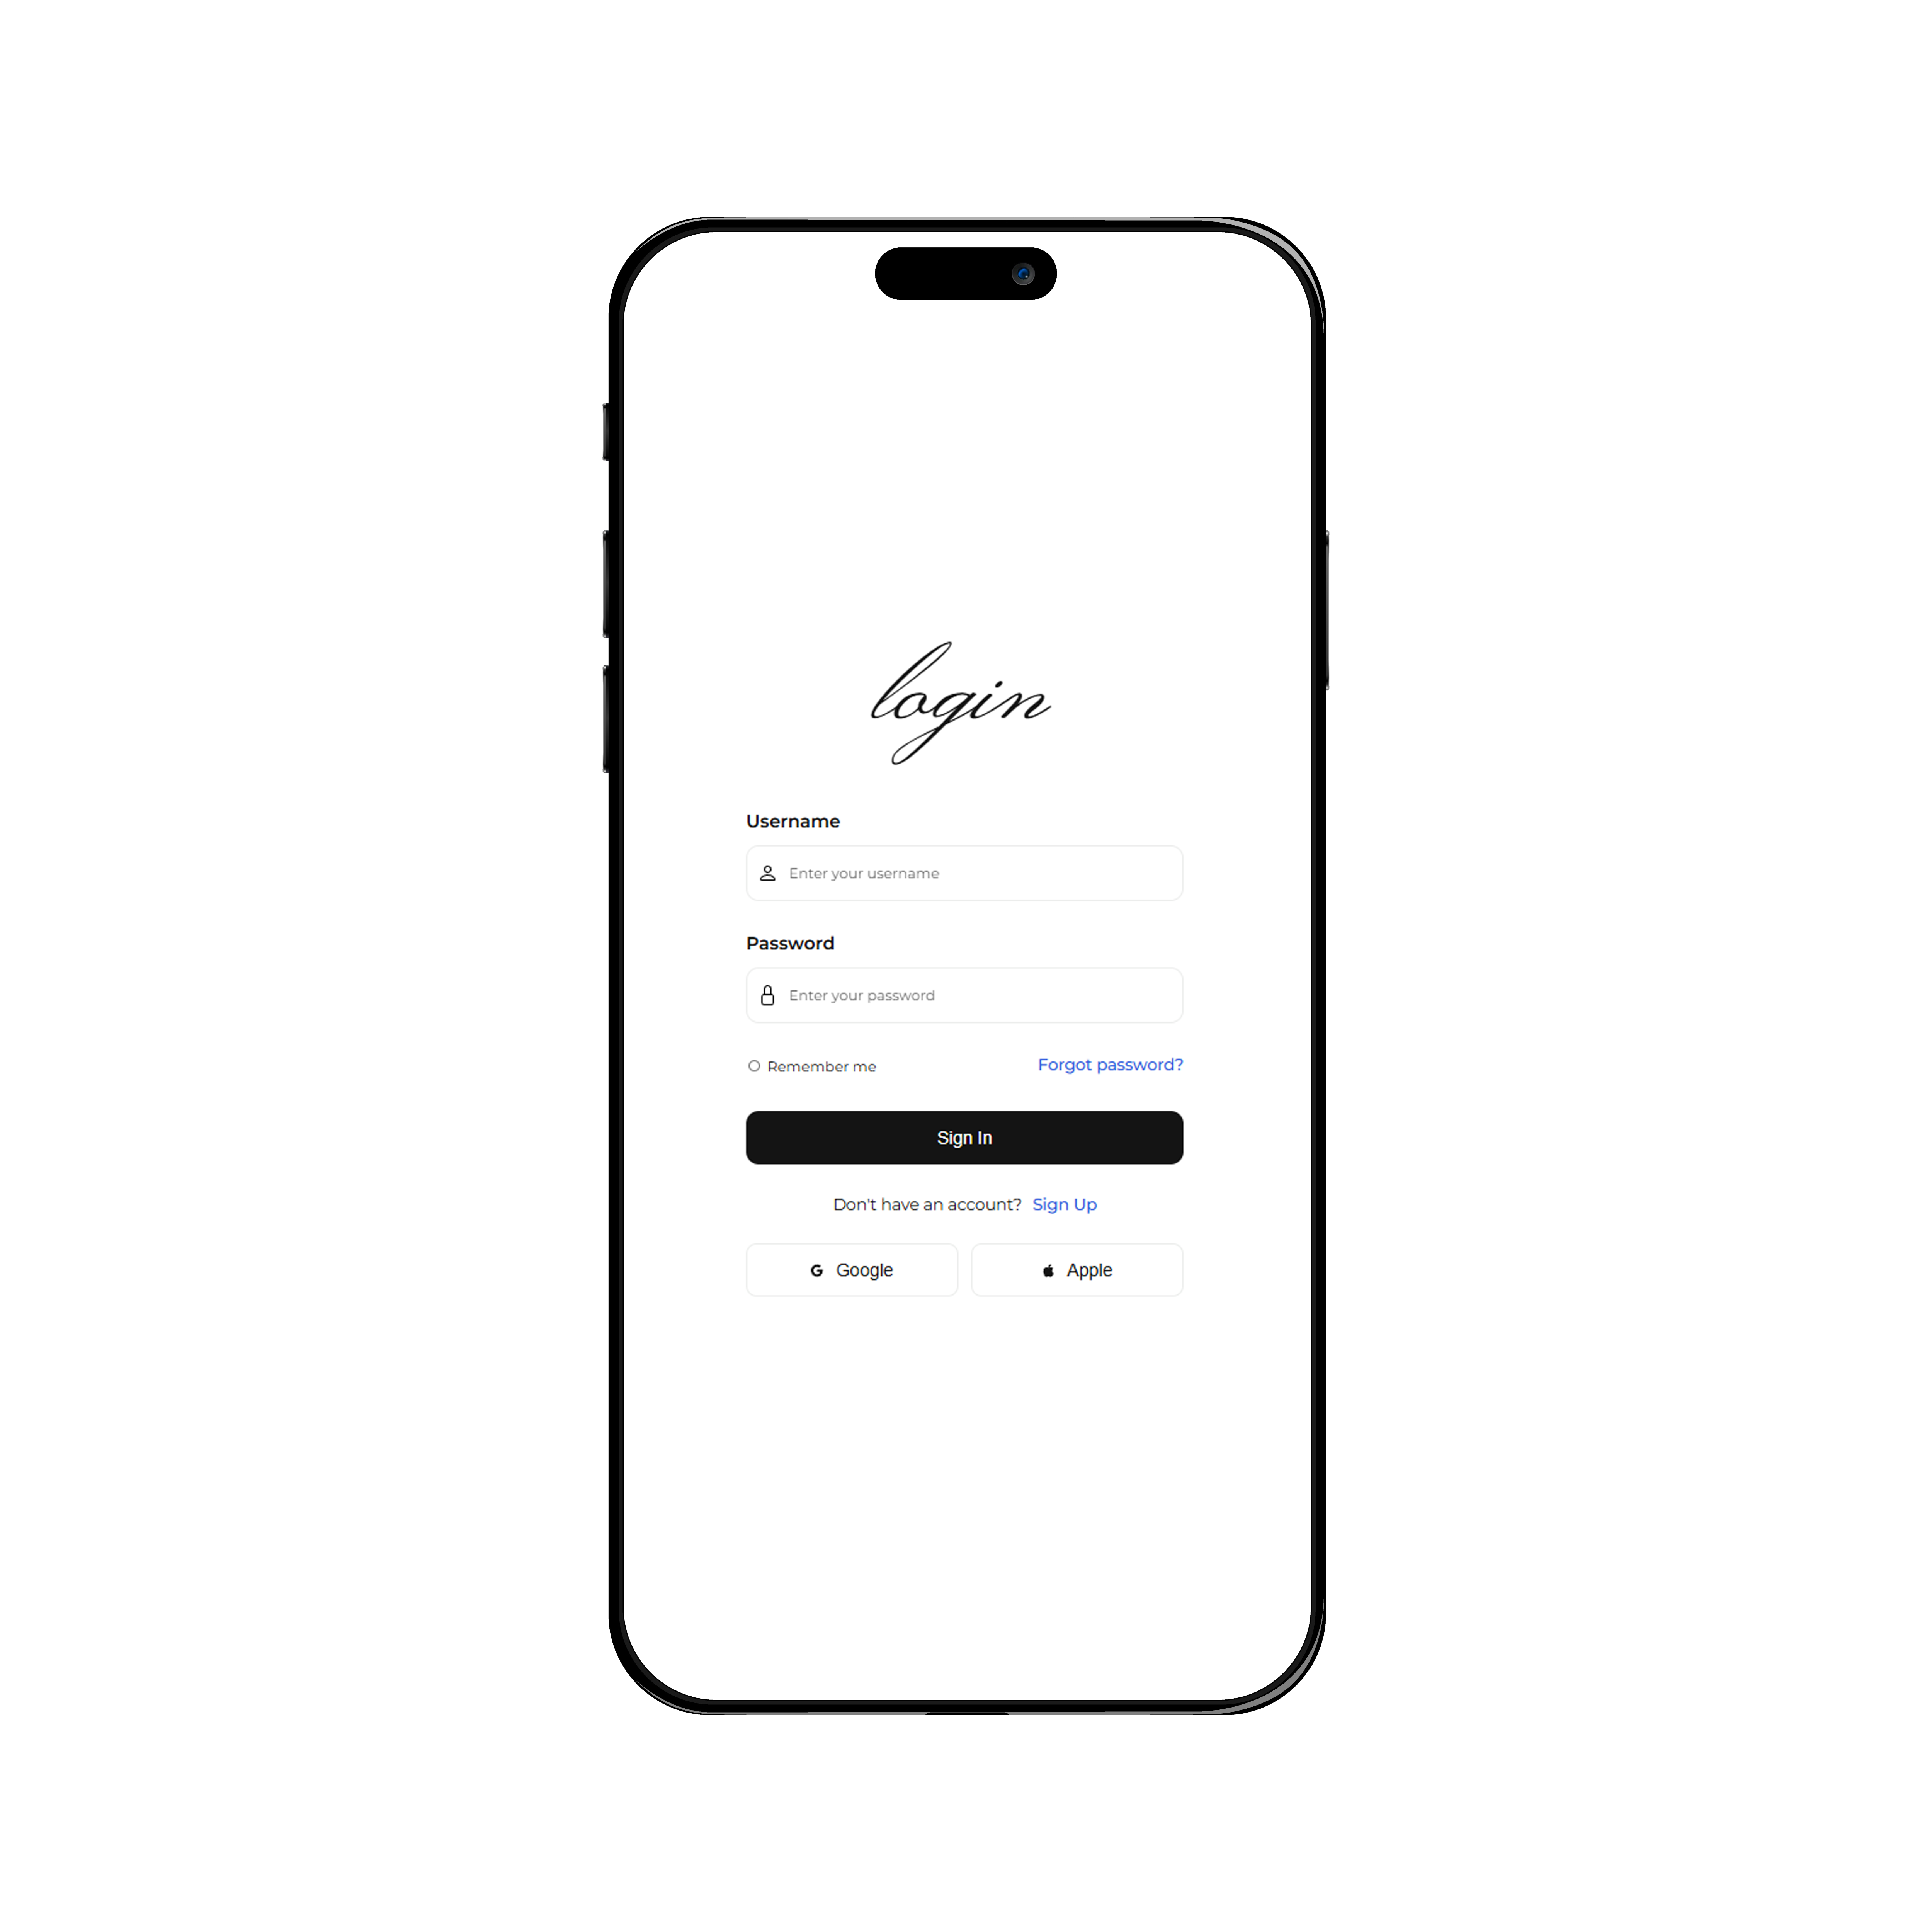 login
Username
Enter your username
Password
Enter your password
Remember me Forgot password?
Sign In
Don't have an account? Sign Up
Google Apple